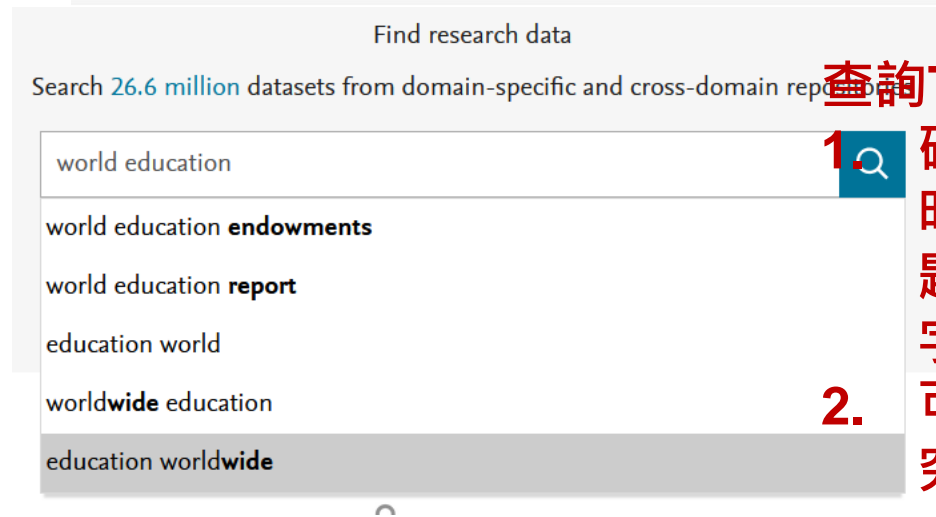 Find research data
Search 26.6 million datasets from domain-specific and cross-domain repositories
查詢
world education
1.
world education endowments
world education report
education world
worldwide education
2.
education worldwide